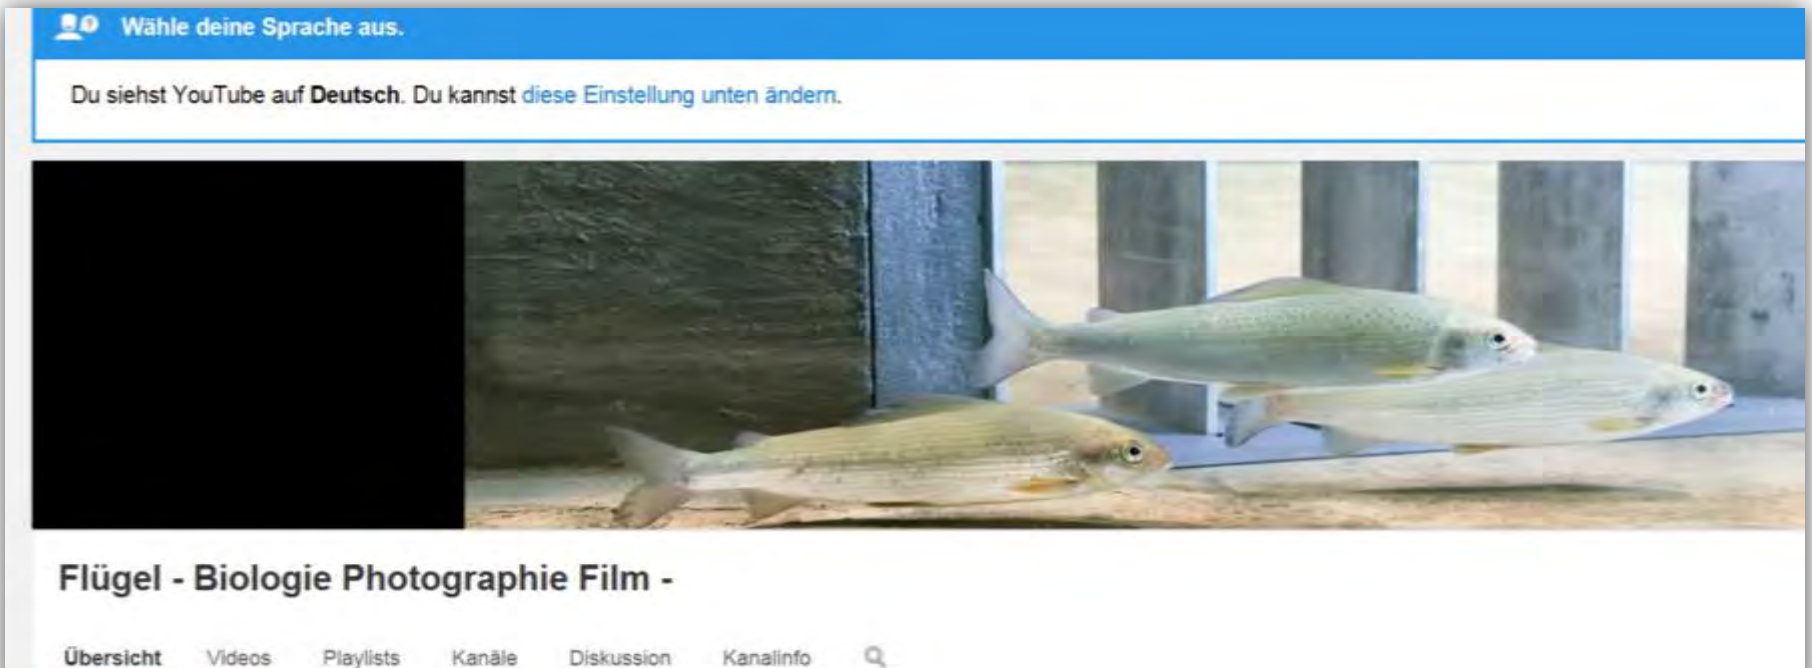 Wähle deine Sprache aus.
Du siehst YouTube auf Deutsch. Du kannst diese Einstellung unten ändern.
Flügel - Biologie Photographie Film -
Übersicht Videos Playlists Kanäle Diskussion Kanalinfo